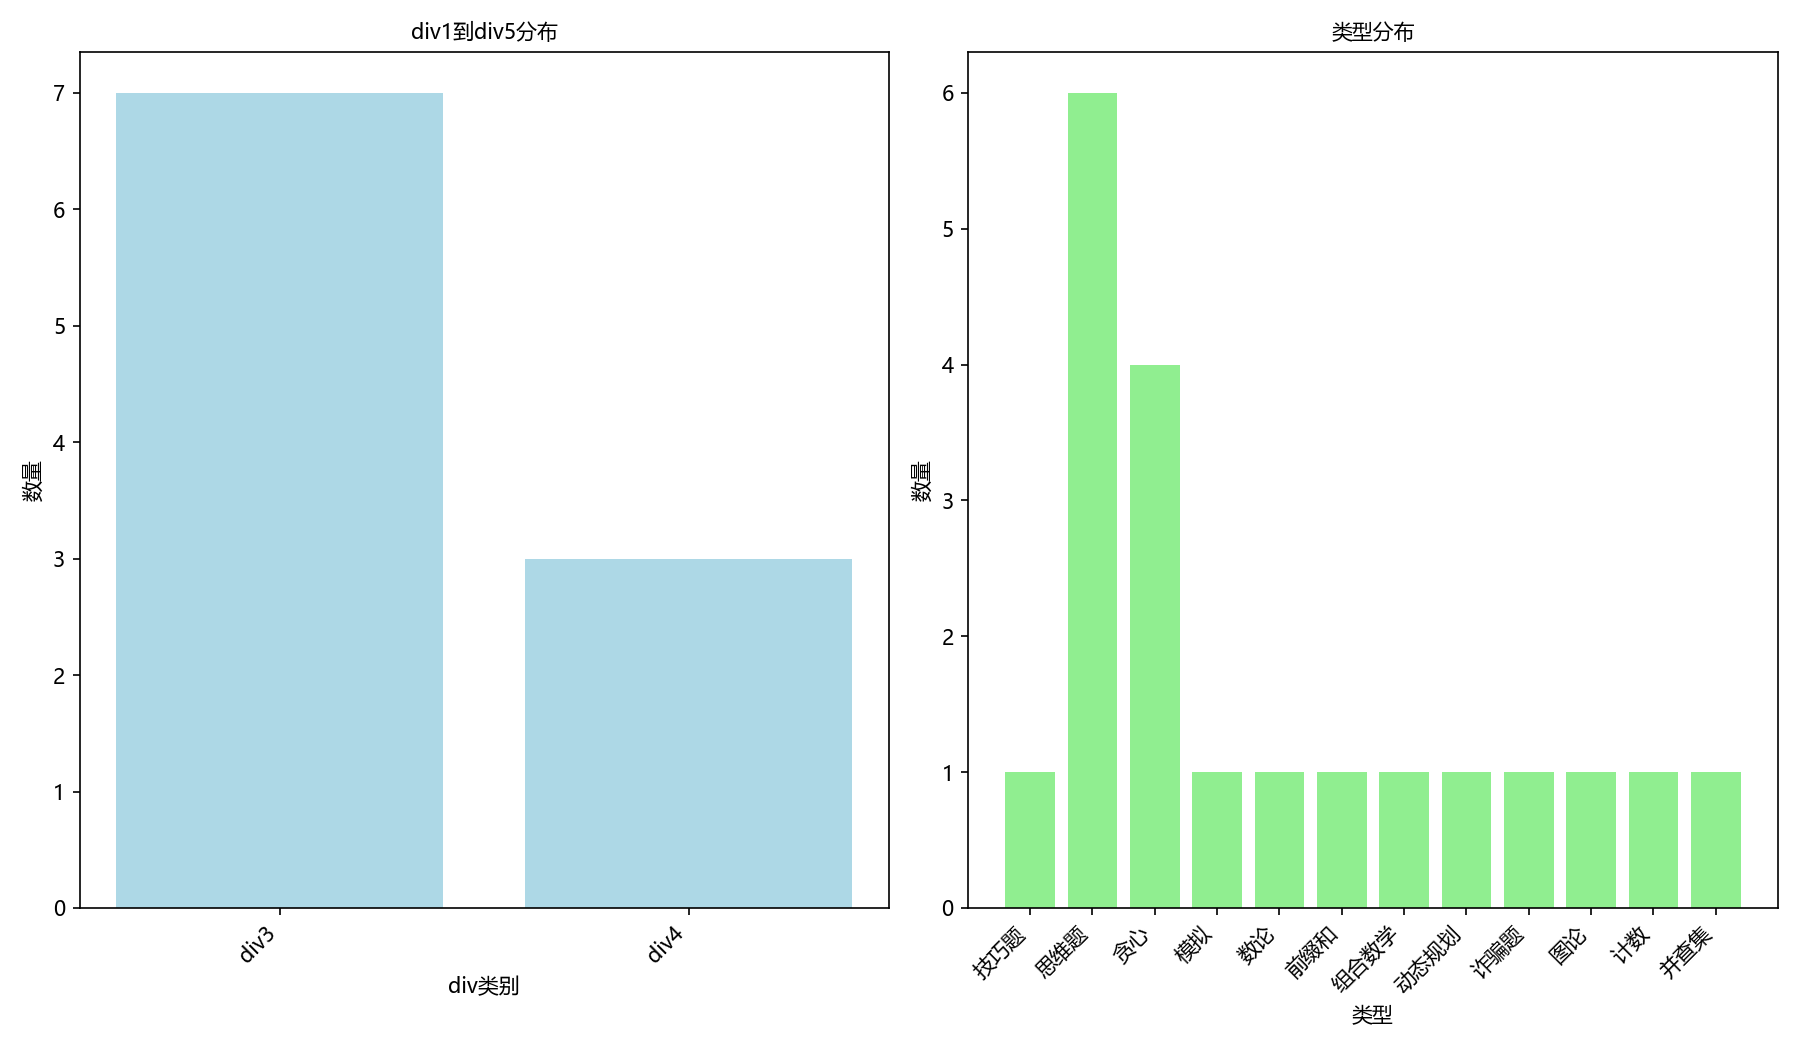 div1到div5分布
7
6
5
4
3
2
1
0
数量
div3
div4
div类别
类型分布
6
5
4
3
2
1
0
数量
技巧题
思维题
贪心
模拟
数论
前缀和
组合数学
动态规划
诈骗题
图论
计数
并查集
类型